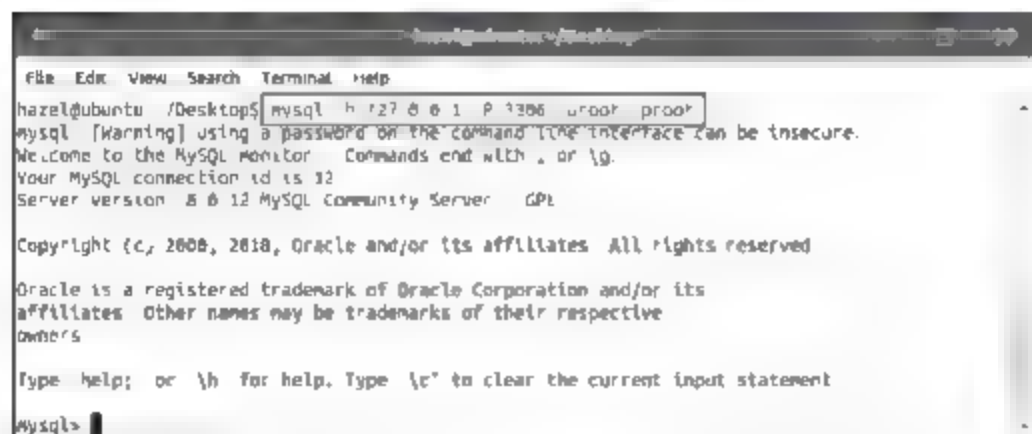 File Edit View Search Terminal Help
hazel@ubuntu /Desktop$ mysql h 127 0 0 1 P 3306 uroot proot
mysql [Warning] using a password on the command line interface can be insecure.
Welcome to the MySQL monitor Commands end with ; or \g.
Your MySQL connection id is 12
Server version 8 0 12 MySQL Community Server GPL
Copyright (c, 2000, 2018, Oracle and/or its affiliates All rights reserved
Oracle is a registered trademark of Oracle Corporation and/or its
affiliates Other names may be trademarks of their respective
owners
Type help; or \h for help. Type \c' to clear the current input statement
mysql>